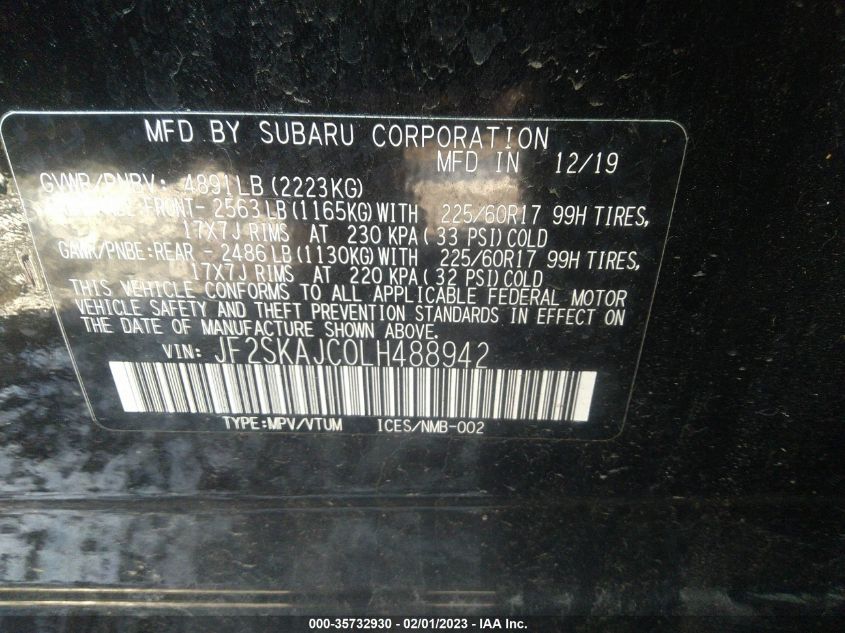 MFD BY SUBARU CORPORATION
MFD IN 12/19
GVWR/PNBV: 4891LB (2223KG)
FRONT- 2563LB (1165KG) WITH 225/60R17 99H TIRES,
17X7J RIMS AT 230 KPA( 33 PSI) COLD
GAWR/PNBE:REAR - 2486LB (1130KG) WITH 225/60R17 99H TIRES,
17X7J RIMS AT 220 KPA( 32 PSI) COLD
THIS VEHICLE CONFORMS TO ALL APPLICABLE FEDERAL MOTOR
VEHICLE SAFETY AND THEFT PREVENTION STANDARDS IN EFFECT ON
THE DATE OF MANUFACTURE SHOWN ABOVE.
VIN: JF2SKAJC0LH488942
TYPE:MPV/VTUM ICES/NMB-002
000-35732930 - 02/01/2023 - IAA Inc.